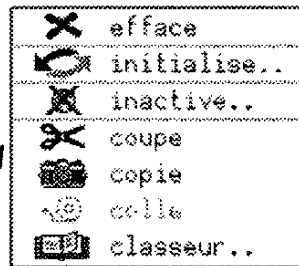 efface
initialise..
inactive..
coupe
copie
colle
classeur..